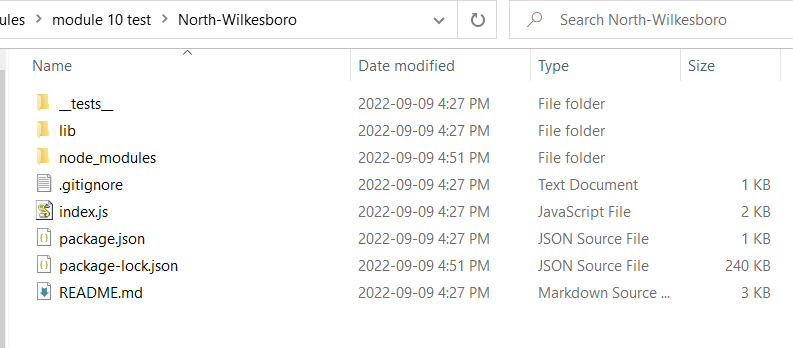 ules > module 10 test > North-Wilkesboro Search North-Wilkesboro
Name Date modified Type Size
__tests__ 2022-09-09 4:27 PM File folder
lib 2022-09-09 4:27 PM File folder
node_modules 2022-09-09 4:51 PM File folder
.gitignore 2022-09-09 4:27 PM Text Document 1 KB
index.js 2022-09-09 4:27 PM JavaScript File 2 KB
package.json 2022-09-09 4:27 PM JSON Source File 1 KB
package-lock.json 2022-09-09 4:51 PM JSON Source File 240 KB
README.md 2022-09-09 4:27 PM Markdown Source ... 3 KB